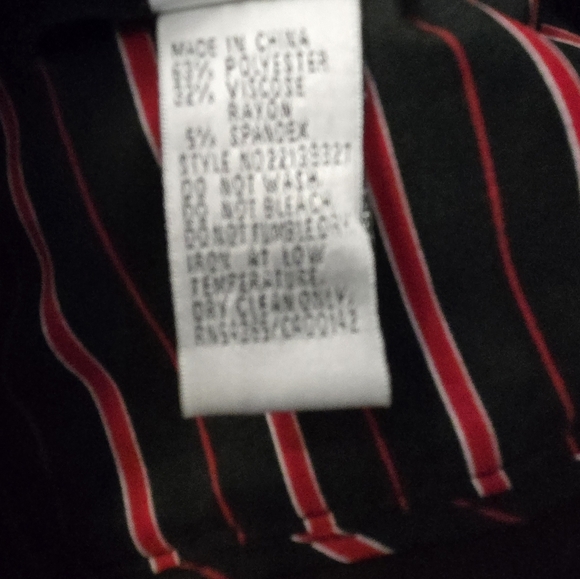 MADE IN CHINA
63% POLYESTER
32% VISCOSE
RAYON
5% SPANDEX
STYLE NO
DO NOT WASH.
DO NOT BLEACH.
DO NOT TUMBLE DRY
IRON AT LOW
TEMPERATURE.
DRY CLEAN ONLY.